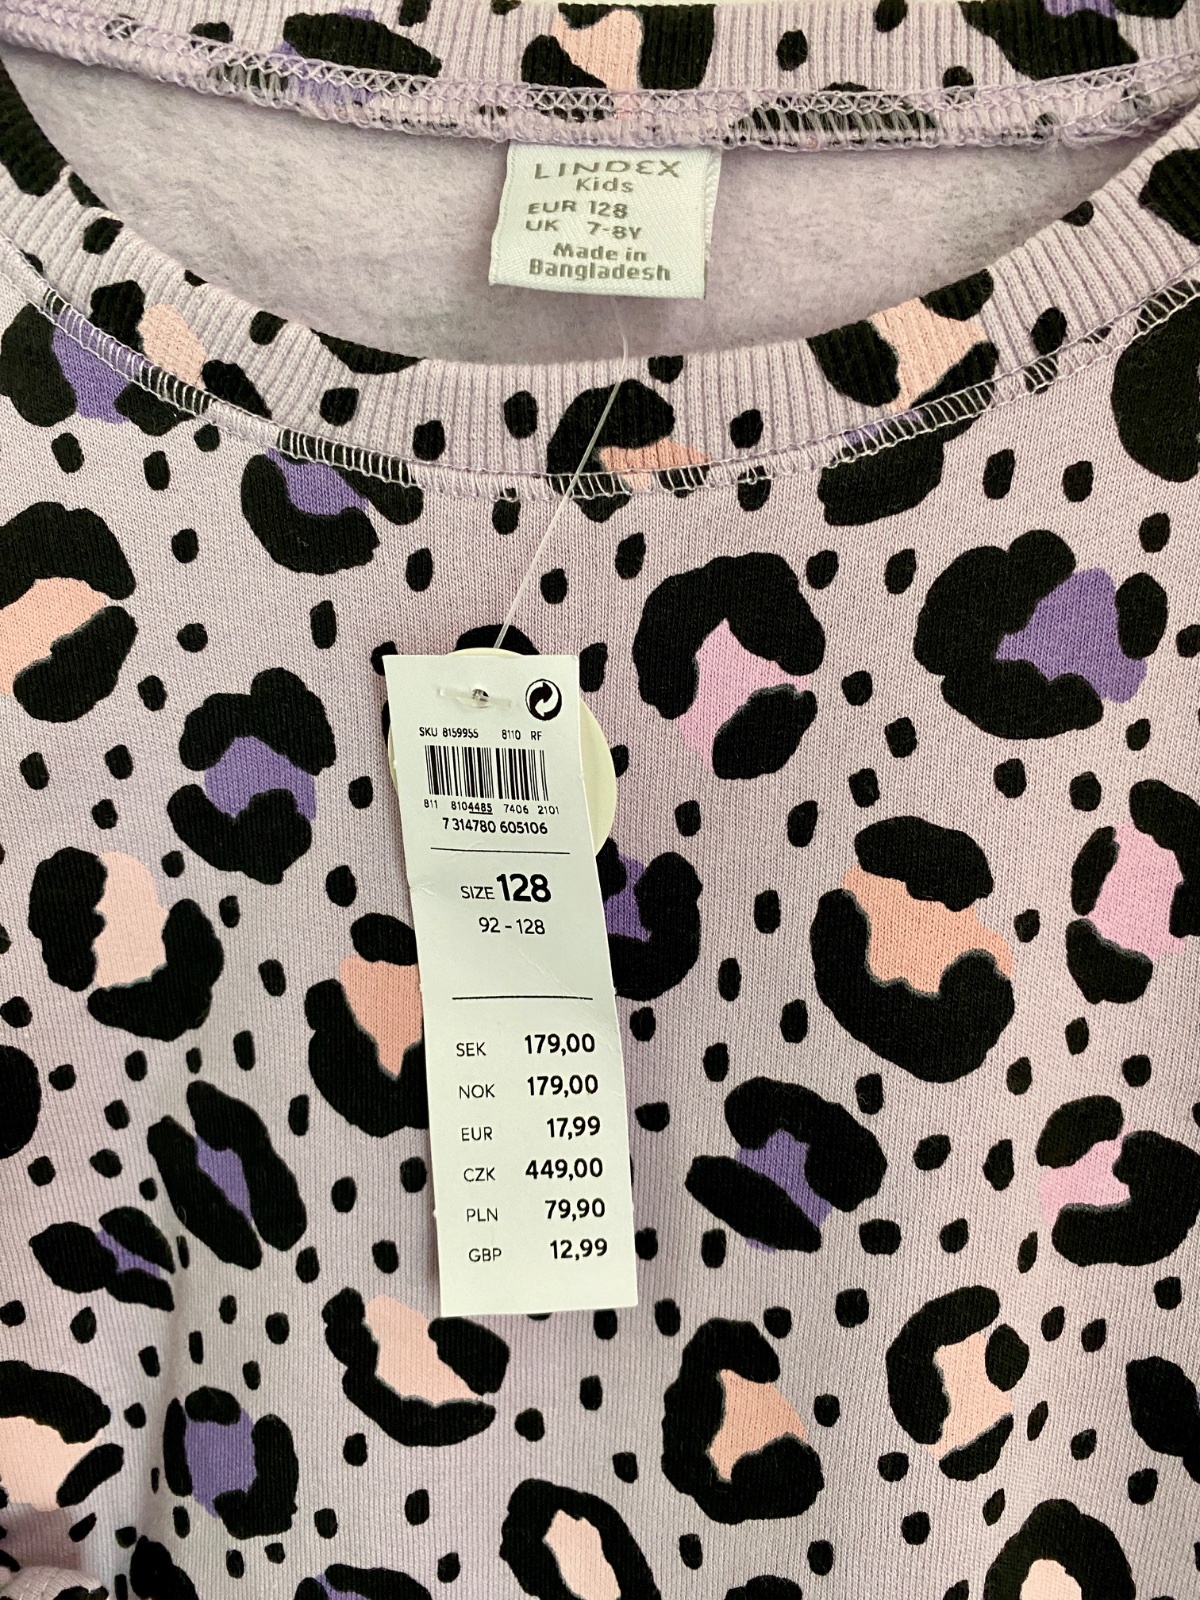 LINDEX
Kids
EUR 128
UK 7-8Y
Made in
Bangladesh
SKU 8159955 8110 RF
811 8104485 7406 2101
7 314780 605106
SIZE 128
92 - 128
SEK 179,00
NOK 179,00
EUR 17,99
CZK 449,00
PLN 79,90
GBP 12,99